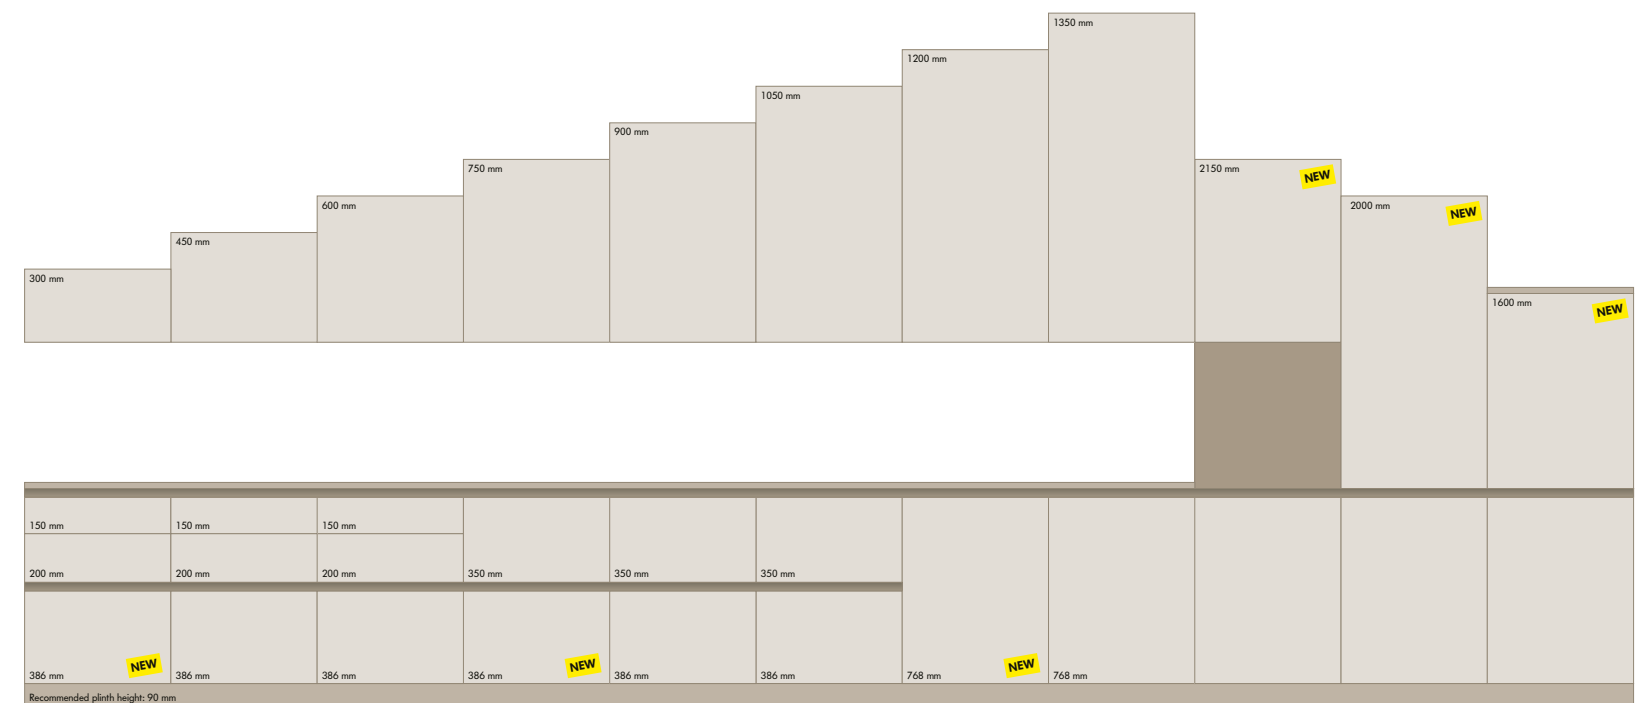 1350 mm
1200 mm
1050 mm
900 mm
750 mm
2150 mm
NEW
600 mm
2000 mm
NEW
450 mm
300 mm
1600 mm
NEW
150 mm
150 mm
150 mm
200 mm
200 mm
200 mm
350 mm
350 mm
350 mm
386 mm
NEW
386 mm
386 mm
386 mm
NEW
386 mm
386 mm
768 mm
NEW
768 mm
Recommended plinth height: 90 mm